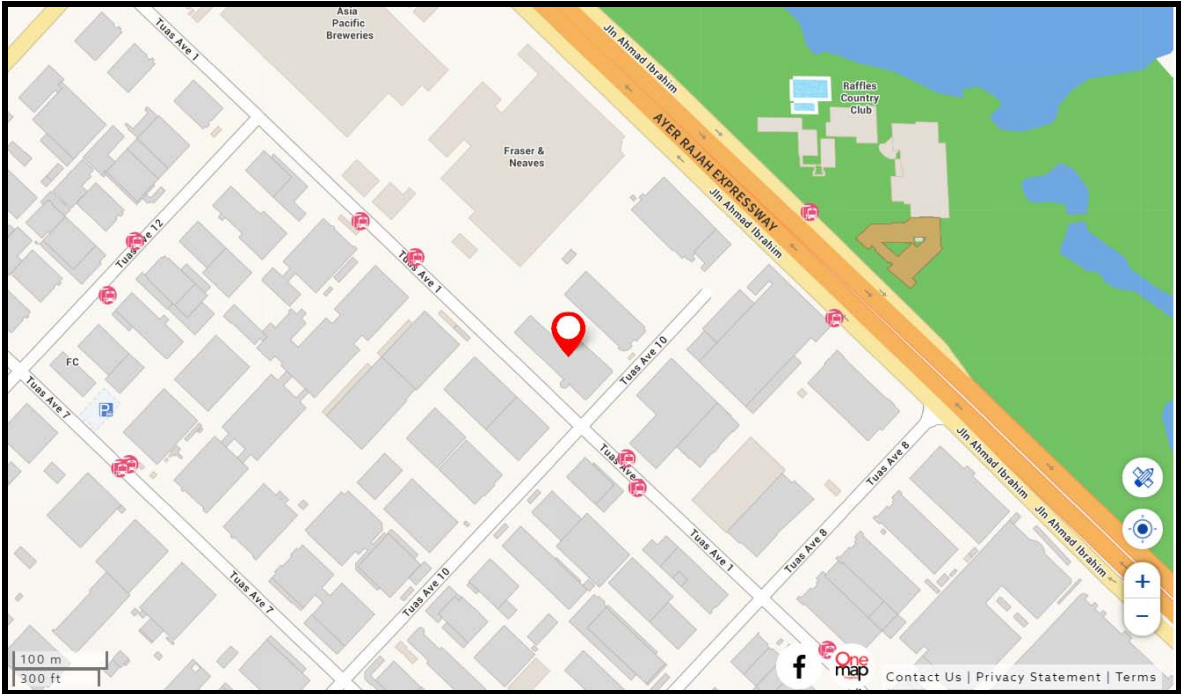 Tuas Ave 1
Asia
Pacific
Breweries
Jln Ahmad Ibrahim
Raffles
Country
Club
AYER RAJAH EXPRESSWAY
Fraser &
Neaves
Jln Ahmad Ibrahim
Tuas Ave 12
Tuas Ave 1
Tuas Ave 10
FC
Tuas Ave 7
P
Tuas Ave
Tuas Ave 8
Jln Ahmad Ibrahim
Jln Ahmad Ibrahim
Tuas Ave 1
Tuas Ave 8
Tuas Ave 10
Tuas Ave 7
+
−
100 m
300 ft
f
One
map
Contact Us | Privacy Statement | Terms